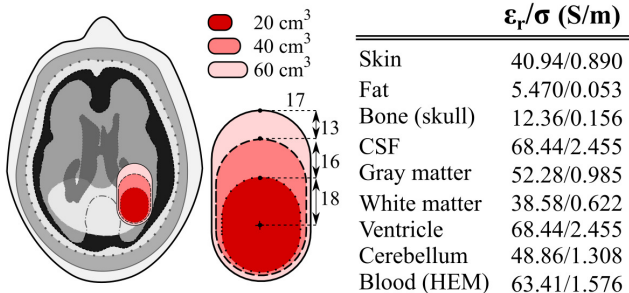 20 cm³
40 cm³
60 cm³
17
13
16
18
εᵣ/σ (S/m)
Skin 40.94/0.890
Fat 5.470/0.053
Bone (skull) 12.36/0.156
CSF 68.44/2.455
Gray matter 52.28/0.985
White matter 38.58/0.622
Ventricle 68.44/2.455
Cerebellum 48.86/1.308
Blood (HEM) 63.41/1.576